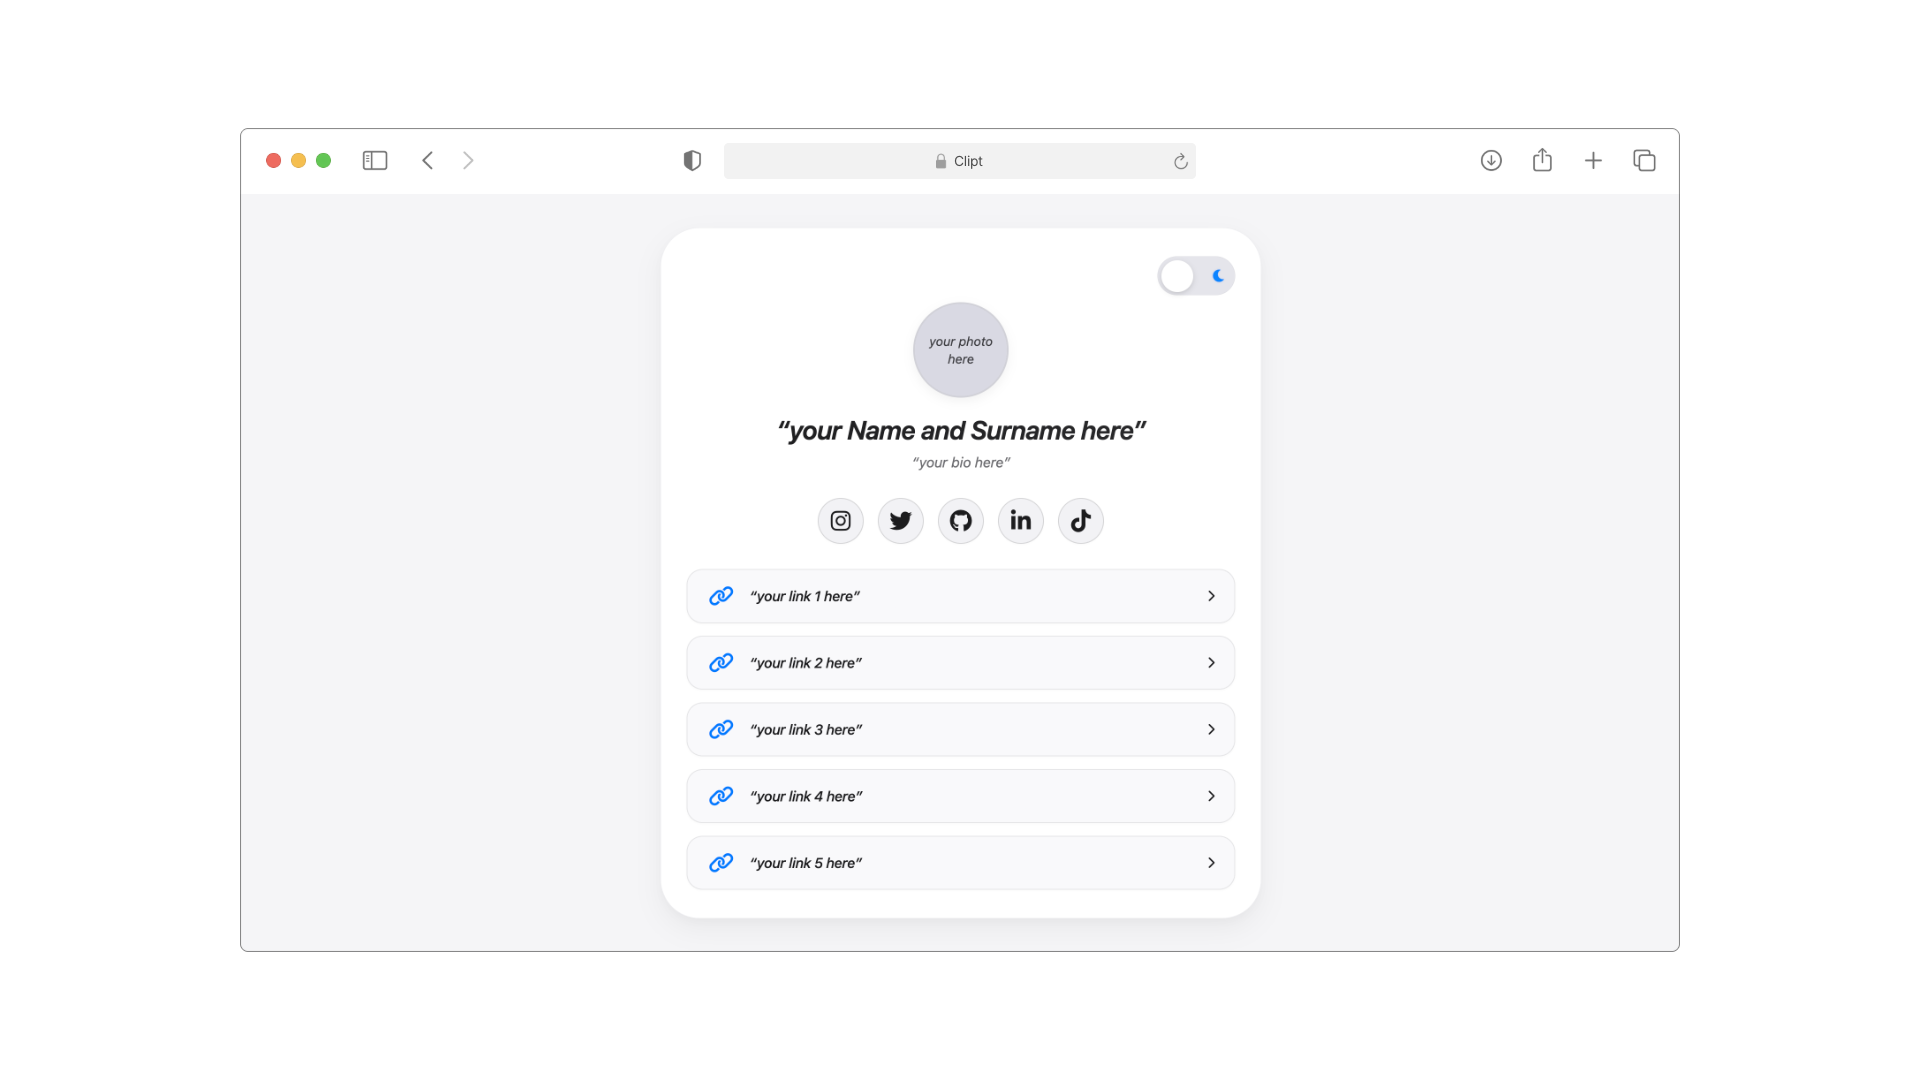 Clipt
your photo
here
“your Name and Surname here”
“your bio here”
“your link 1 here”
“your link 2 here”
“your link 3 here”
“your link 4 here”
“your link 5 here”